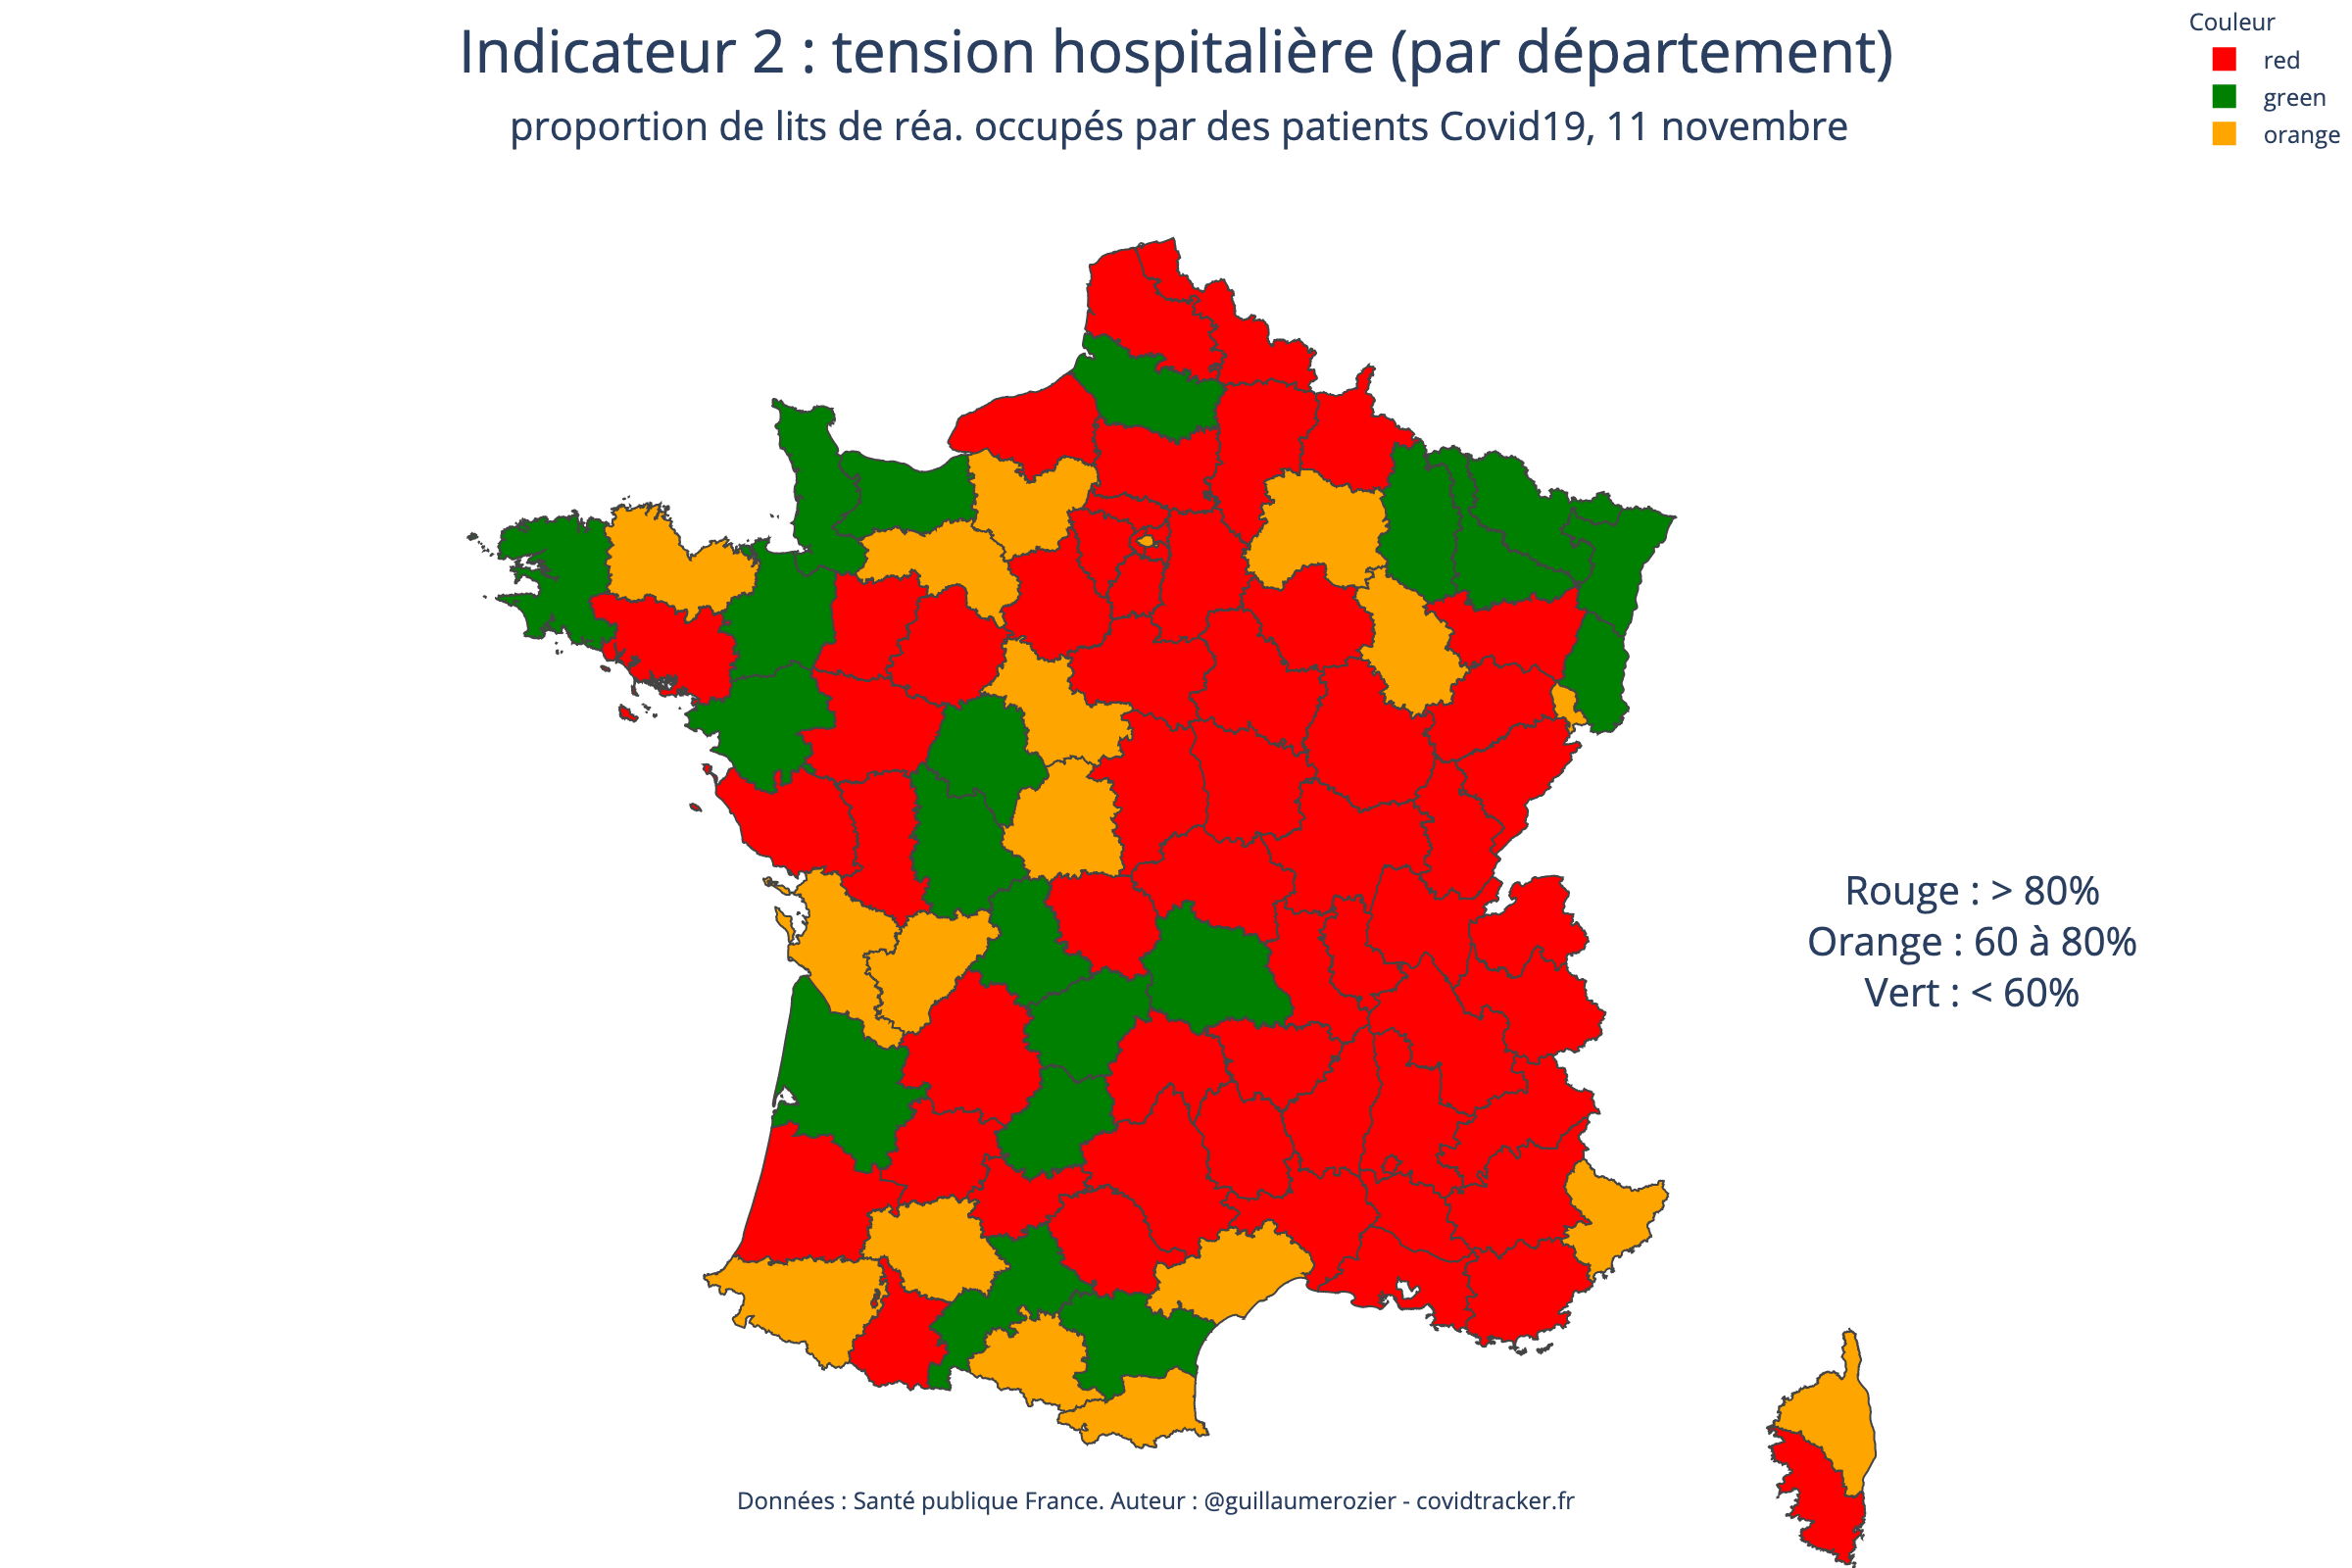 Indicateur 2 : tension hospitalière (par département)
proportion de lits de réa. occupés par des patients Covid19, 11 novembre
Couleur
red
green
orange
Rouge : > 80%
Orange : 60 à 80%
Vert : < 60%
Données : Santé publique France. Auteur : @guillaumerozier - covidtracker.fr